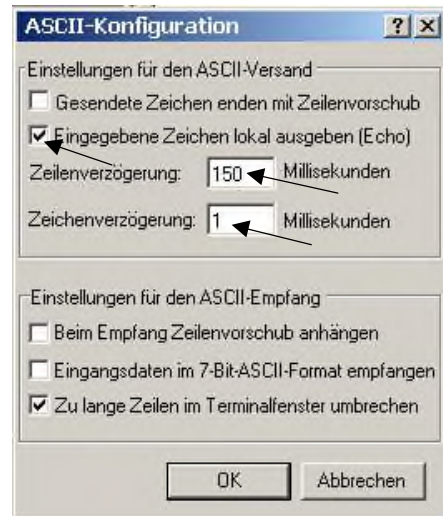 ASCII-Konfiguration
Einstellungen für den ASCII-Versand
Gesendete Zeichen enden mit Zeilenvorschub
Eingegebene Zeichen lokal ausgeben (Echo)
Zeilenverzögerung: 150 Millisekunden
Zeichenverzögerung: 1 Millisekunden
Einstellungen für den ASCII-Empfang
Beim Empfang Zeilenvorschub anhängen
Eingangsdaten im 7-Bit-ASCII-Format empfangen
Zu lange Zeilen im Terminalfenster umbrechen
OK Abbrechen